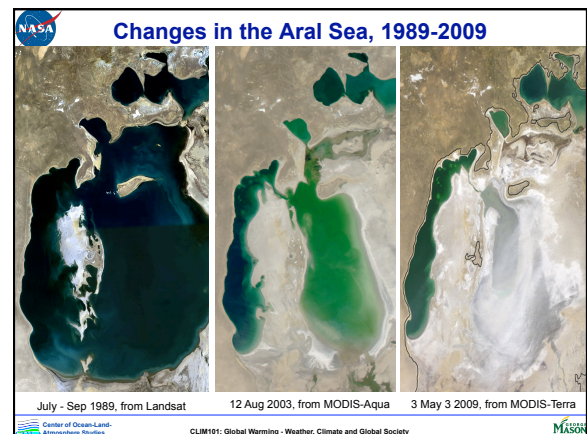 NASA
Changes in the Aral Sea, 1989-2009
July - Sep 1989, from Landsat
12 Aug 2003, from MODIS-Aqua
3 May 3 2009, from MODIS-Terra
Center of Ocean-Land-
Atmosphere Studies
CLIM101: Global Warming - Weather, Climate and Global Society
GEORGE
MASON